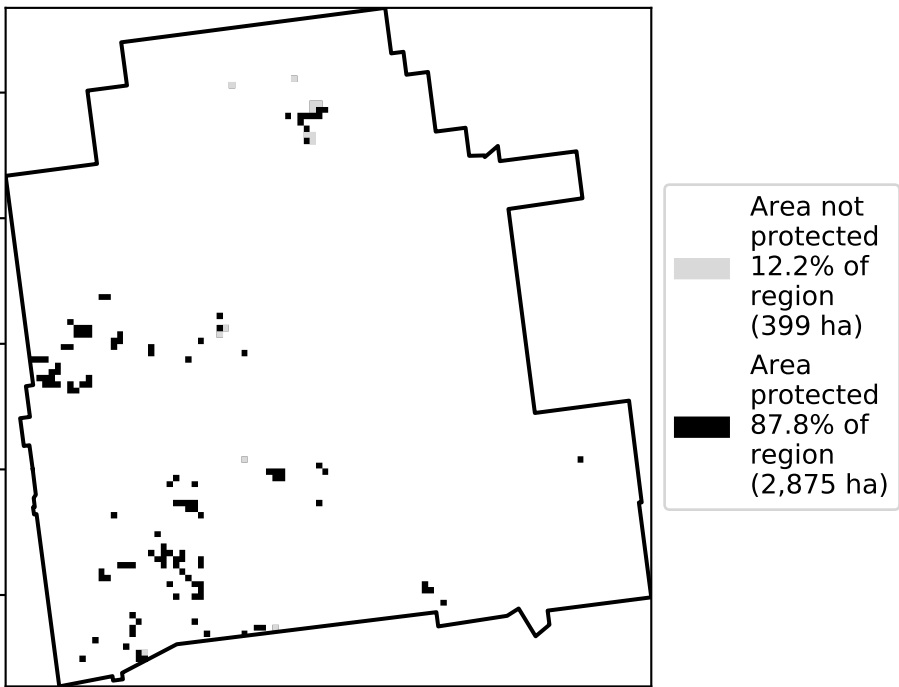 Area not
protected
12.2% of
region
(399 ha)
Area
protected
87.8% of
region
(2,875 ha)